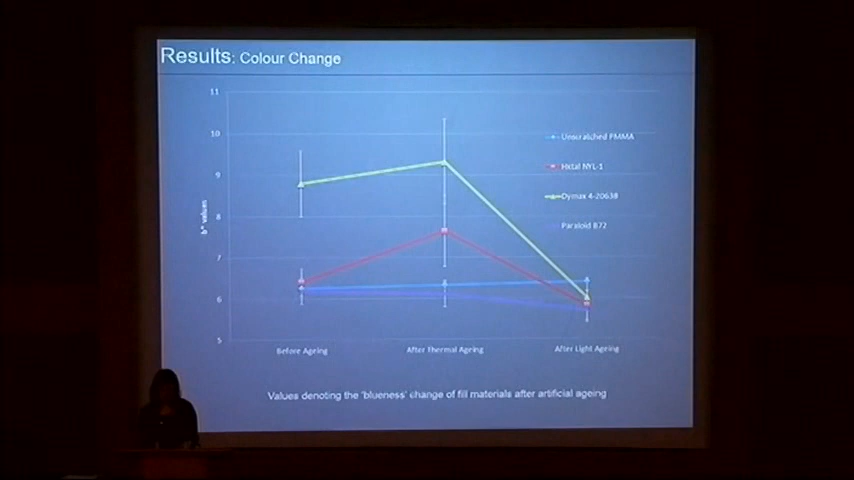 Results: Colour Change
11
10
9
8
7
6
5
b* values
Unscratched PMMA
Hxtal NYL-1
Dymax 4-20638
Paraloid B72
Before Ageing
After Thermal Ageing
After Light Ageing
Values denoting the 'blueness' change of fill materials after artificial ageing